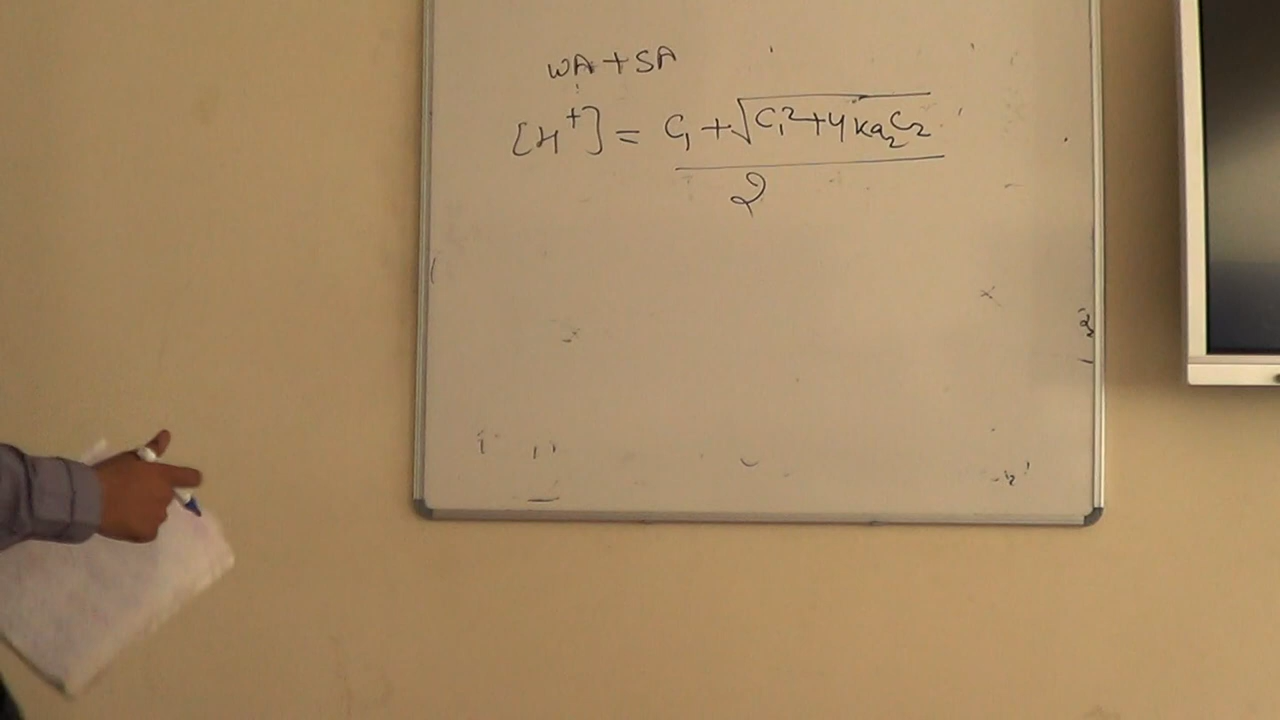 WA + SA
[H⁺] = C₁ + √C₁² + 4Ka₂C₂
2